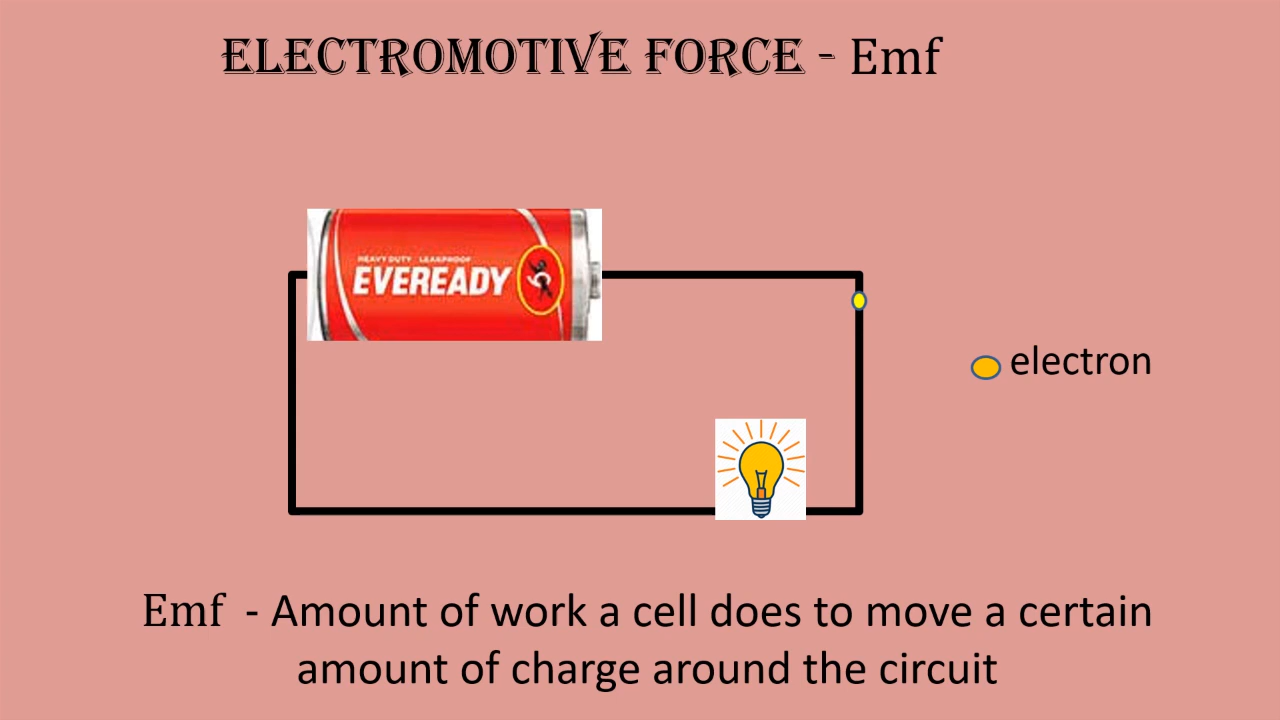 ELECTROMOTIVE FORCE - Emf
HEAVY DUTY LEAKPROOF
EVEREADY
electron
Emf - Amount of work a cell does to move a certain
amount of charge around the circuit